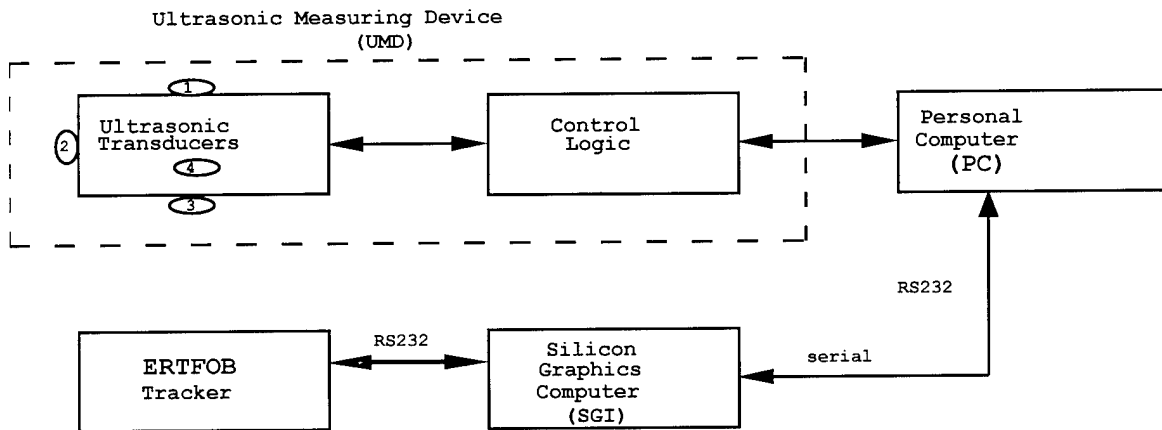 Ultrasonic Measuring Device
(UMD)
1
Ultrasonic
Transducers
2
4
3
Control
Logic
Personal
Computer
(PC)
RS232
ERTFOB
Tracker
RS232
Silicon
Graphics
Computer
(SGI)
serial